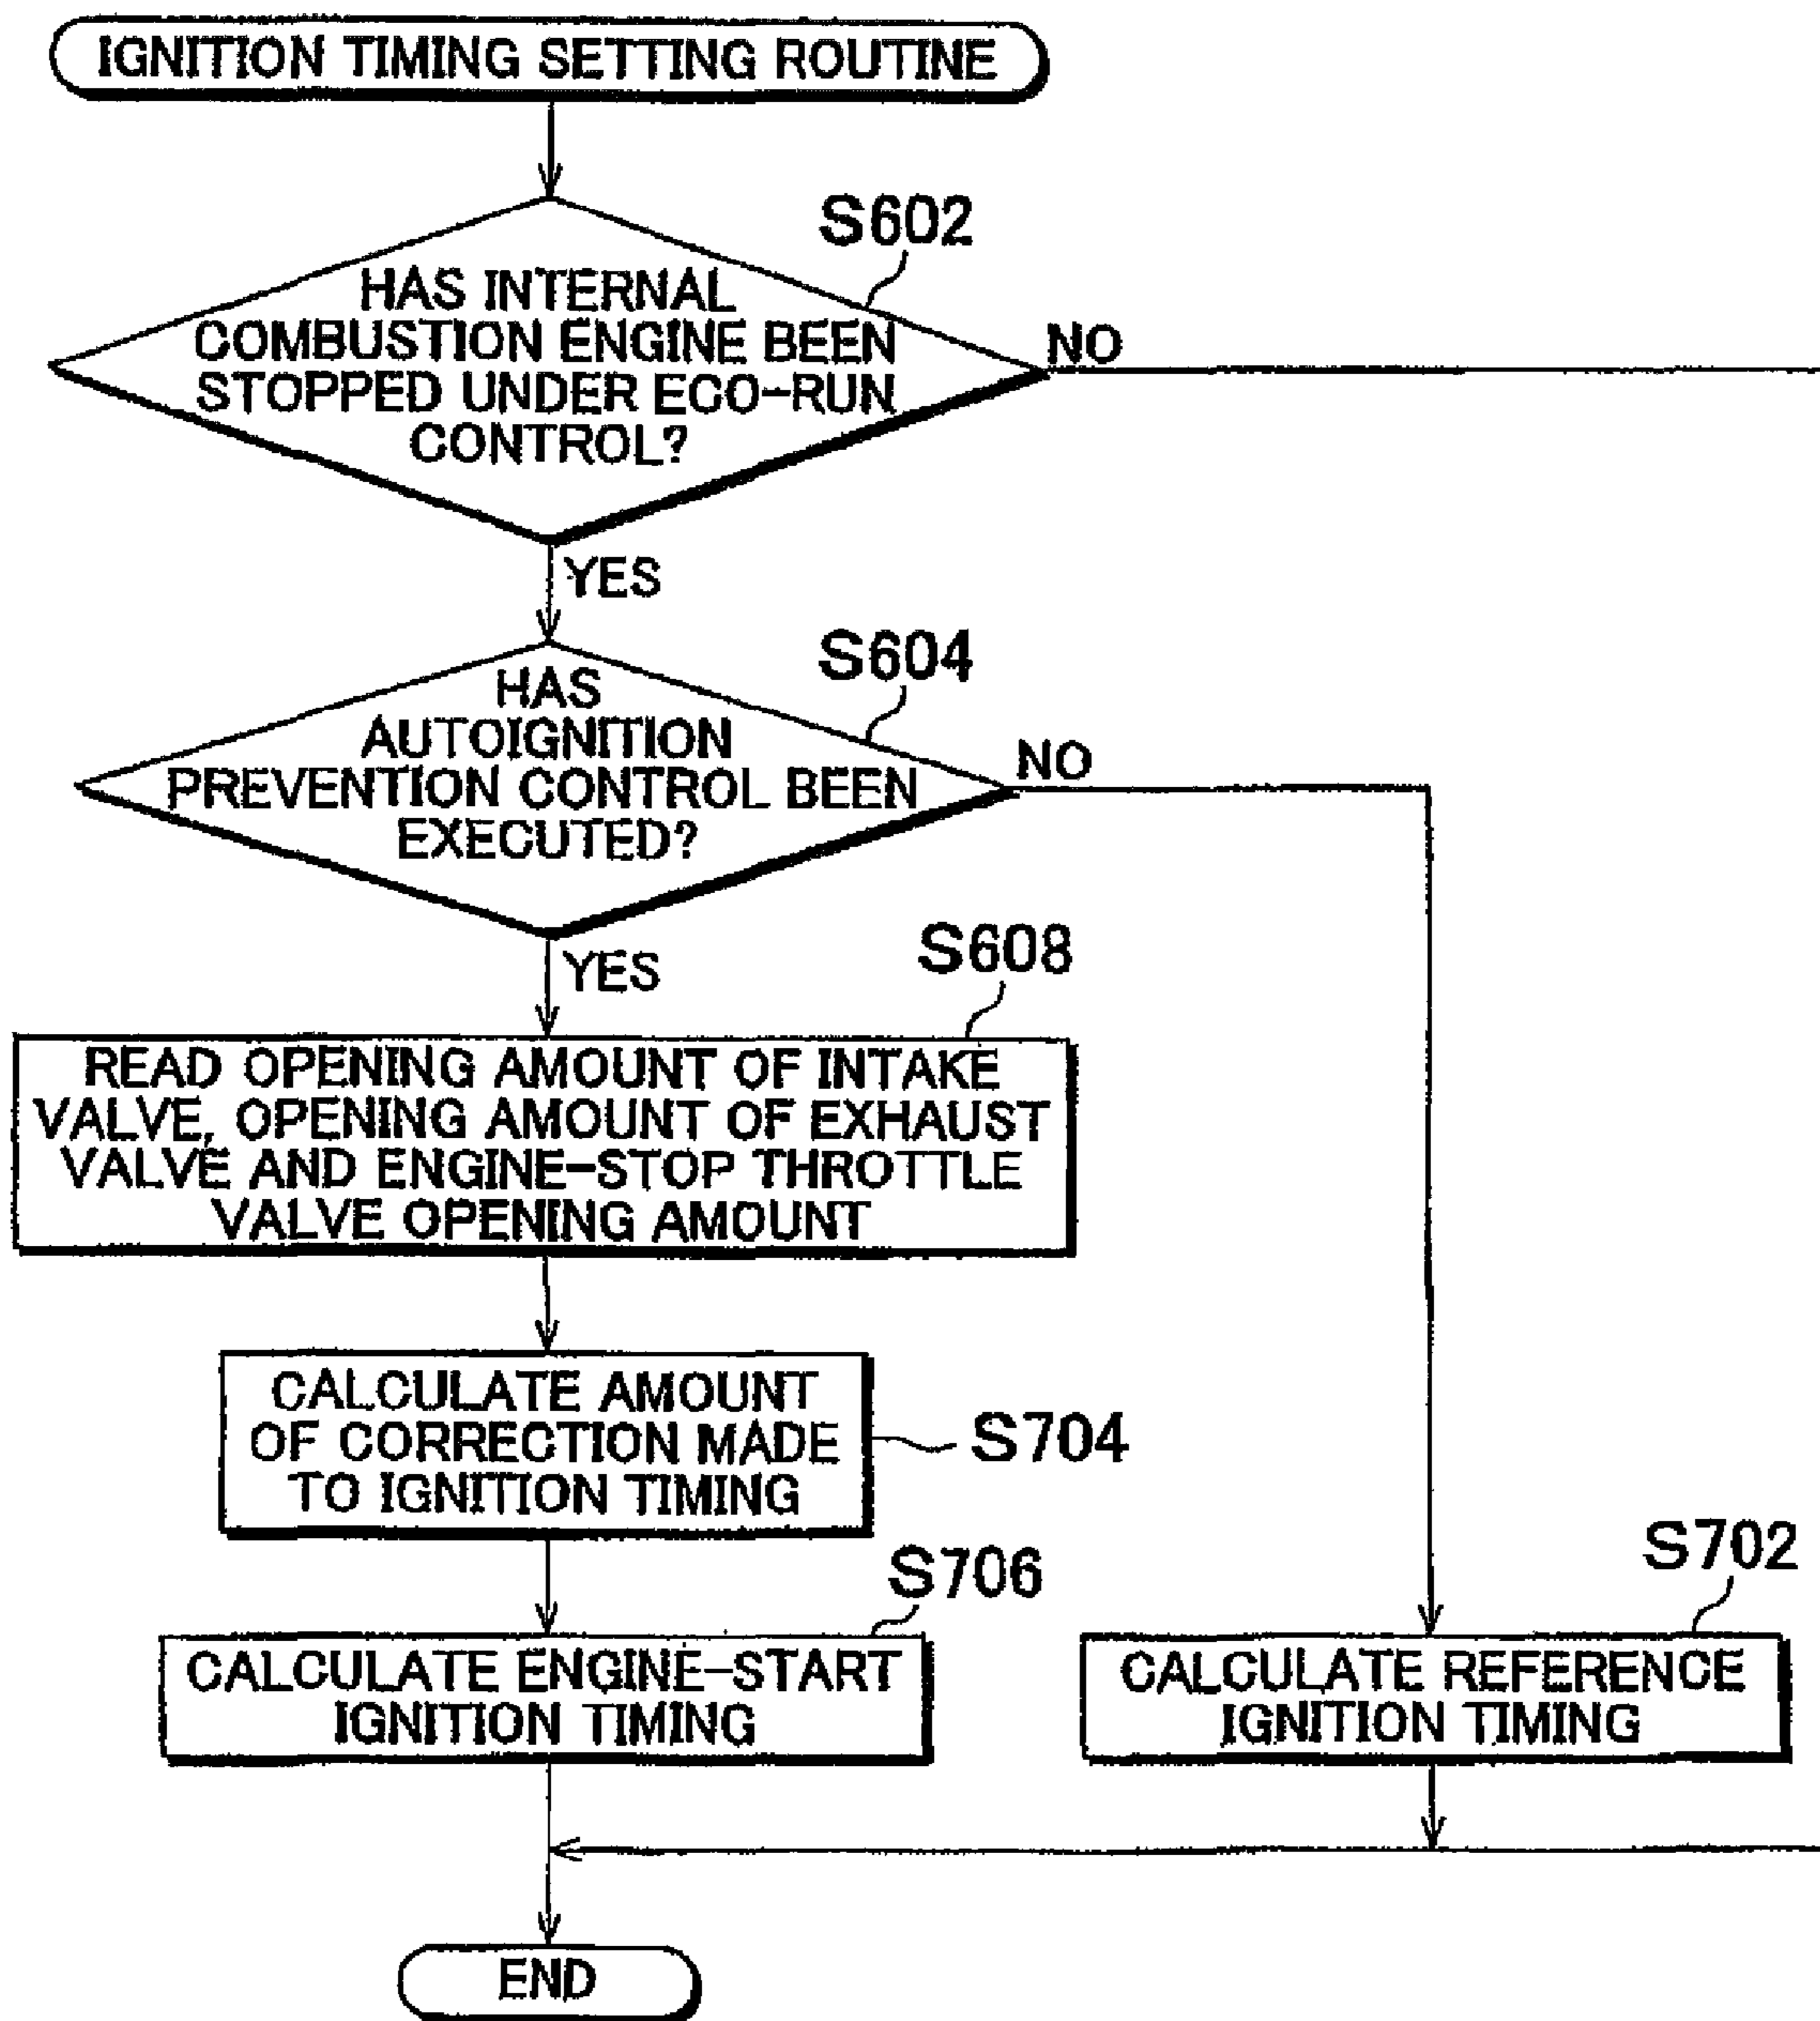 IGNITION TIMING SETTING ROUTINE
S602
HAS INTERNAL
COMBUSTION ENGINE BEEN
STOPPED UNDER ECO-RUN
CONTROL?
NO
YES
S604
HAS
AUTOIGNITION
PREVENTION CONTROL BEEN
EXECUTED?
NO
YES
S608
READ OPENING AMOUNT OF INTAKE
VALVE, OPENING AMOUNT OF EXHAUST
VALVE AND ENGINE-STOP THROTTLE
VALVE OPENING AMOUNT
CALCULATE AMOUNT
OF CORRECTION MADE
TO IGNITION TIMING
S704
S706
CALCULATE ENGINE-START
IGNITION TIMING
S702
CALCULATE REFERENCE
IGNITION TIMING
END